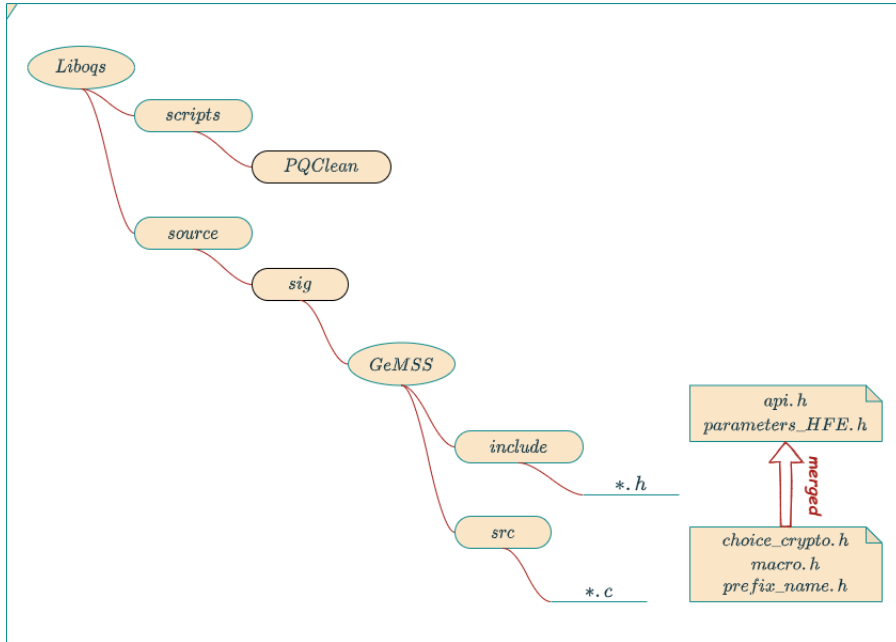 Liboqs
scripts
PQClean
source
sig
GeMSS
include
*.h
src
*.c
api.h
parameters_HFE.h
merged
choice_crypto.h
macro.h
prefix_name.h